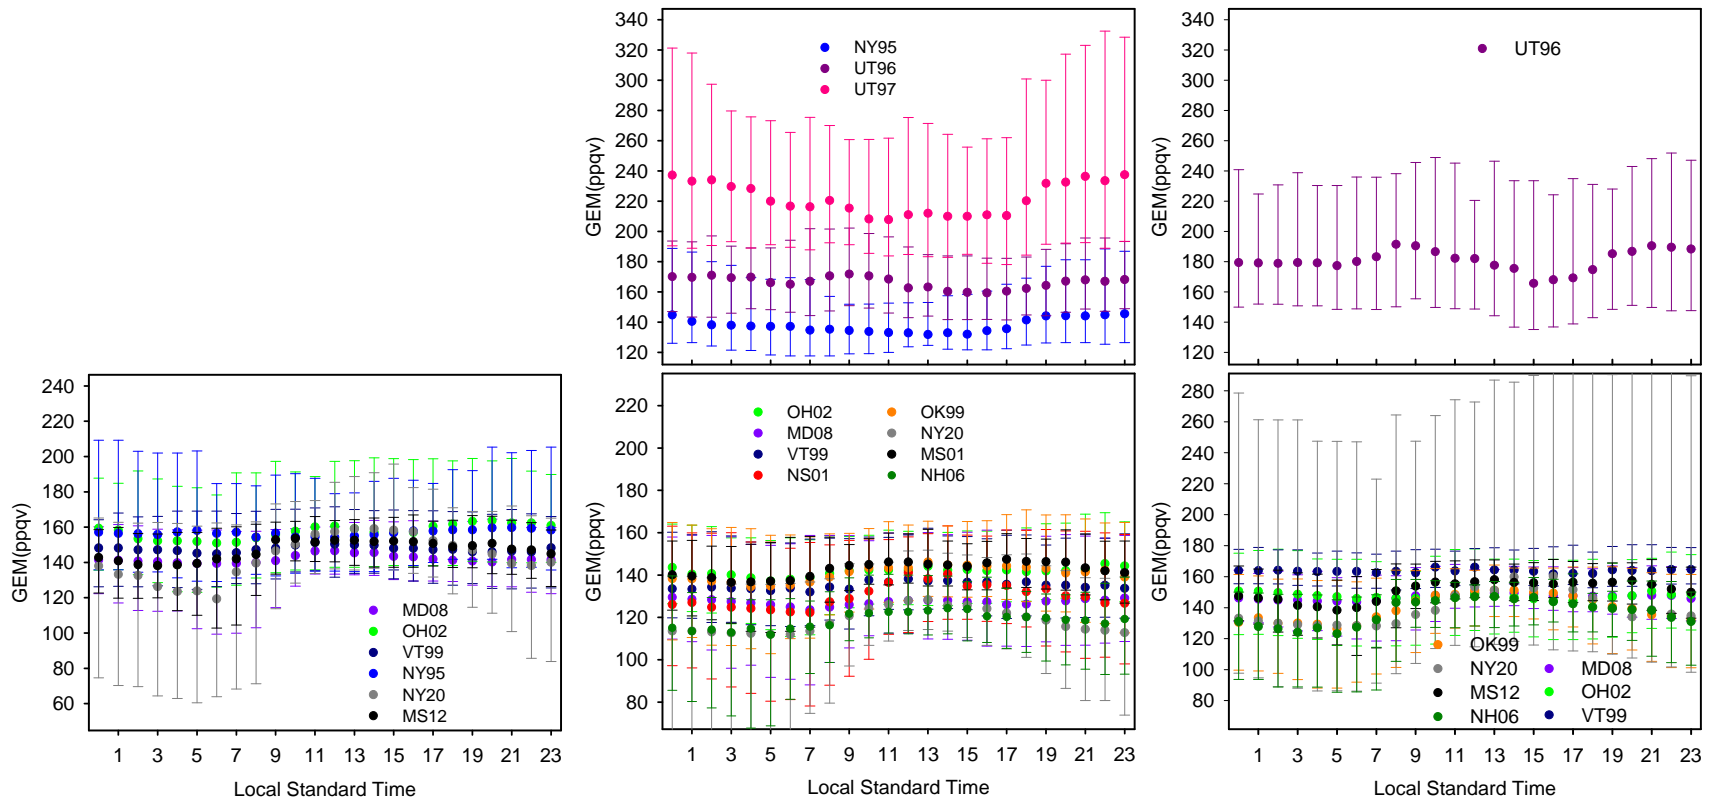 340
320
300
280
260
240
220
200
180
160
140
120
GEM(ppqv)
NY95
UT96
UT97
340
320
300
280
260
240
220
200
180
160
140
120
GEM(ppqv)
UT96
240
220
200
180
160
140
120
100
80
60
GEM(ppqv)
MD08
OH02
VT99
NY95
NY20
MS12
1 3 5 7 9 11 13 15 17 19 21 23
Local Standard Time
220
200
180
160
140
120
100
80
GEM(ppqv)
OH02 OK99
MD08 NY20
VT99 MS01
NS01 NH06
1 3 5 7 9 11 13 15 17 19 21 23
Local Standard Time
280
260
240
220
200
180
160
140
120
100
80
GEM(ppqv)
OK99
NY20 MD08
MS12 OH02
NH06 VT99
1 3 5 7 9 11 13 15 17 19 21 23
Local Standard Time